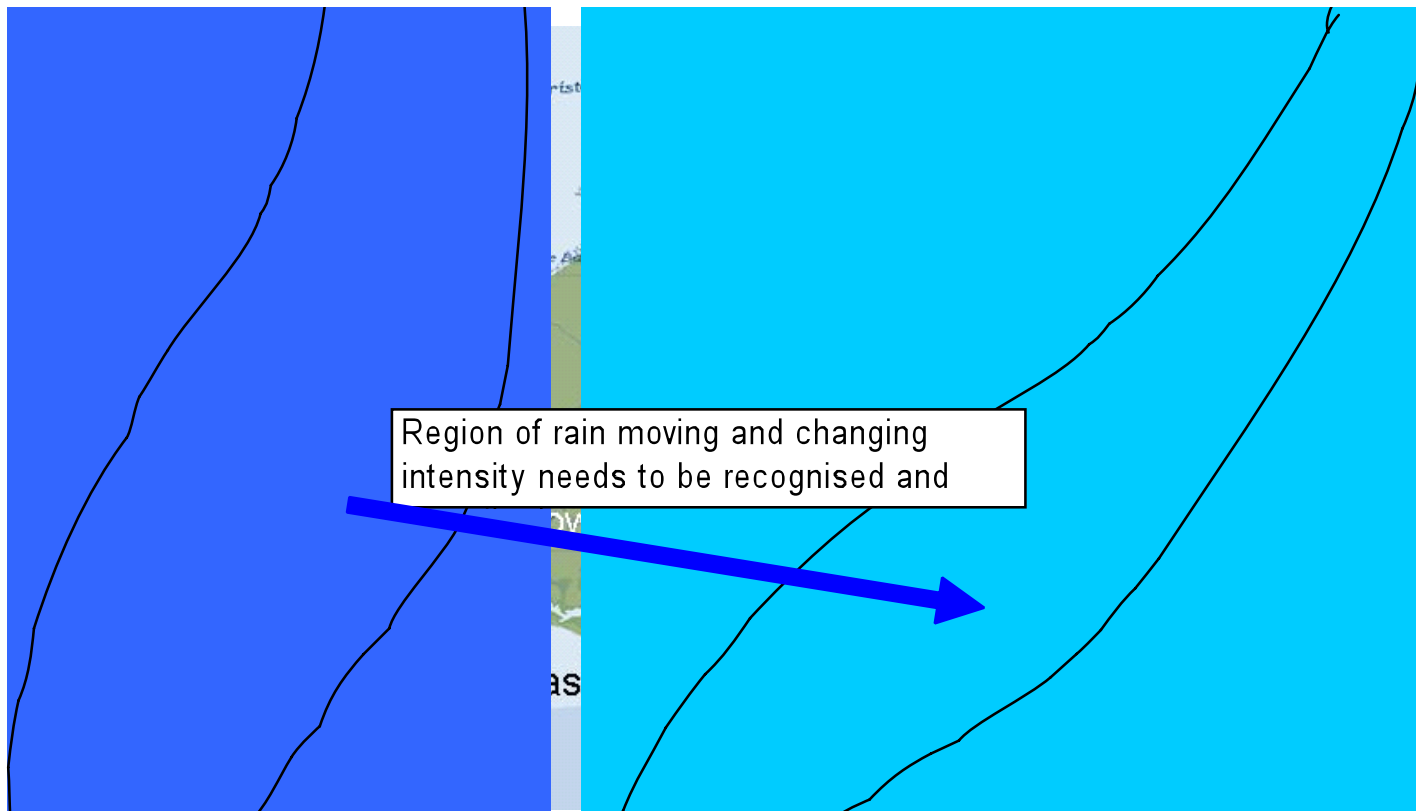 Region of rain moving and changing
intensity needs to be recognised and